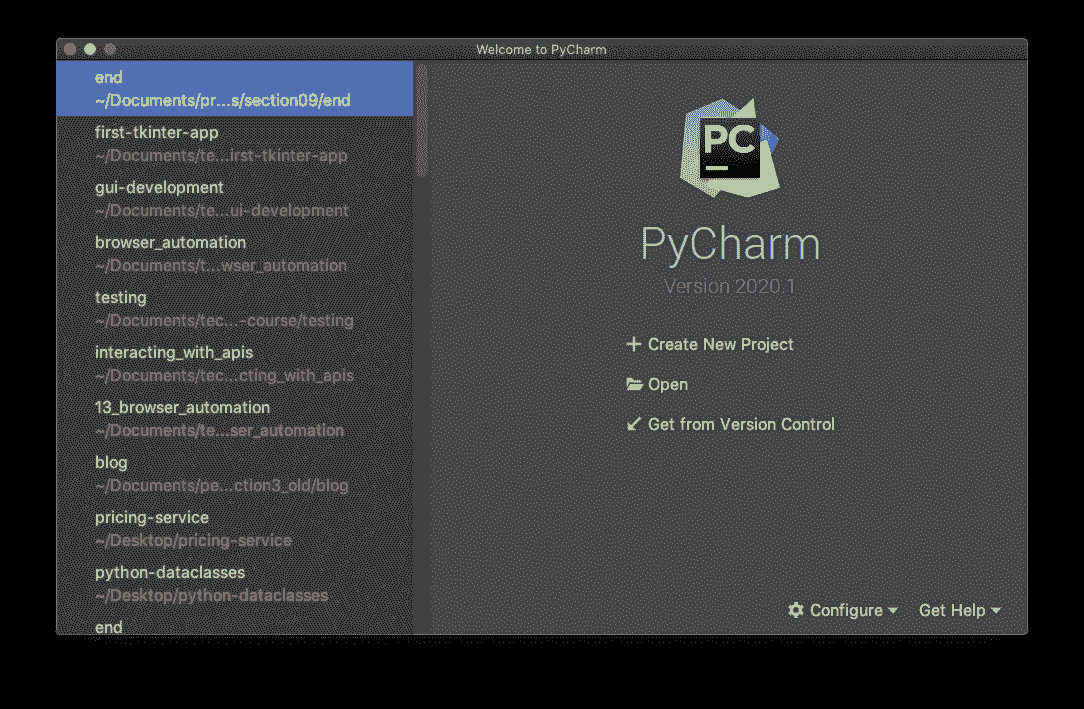 Welcome to PyCharm
end
~/Documents/pr...s/section09/end
first-tkinter-app
~/Documents/te...irst-tkinter-app
gui-development
~/Documents/te...ui-development
browser_automation
~/Documents/t...wser_automation
testing
~/Documents/tec...-course/testing
interacting_with_apis
~/Documents/tec...cting_with_apis
13_browser_automation
~/Documents/te...ser_automation
blog
~/Documents/pe...ction3_old/blog
pricing-service
~/Desktop/pricing-service
python-dataclasses
~/Desktop/python-dataclasses
end
PC
PyCharm
Version 2020.1
Create New Project
Open
Get from Version Control
Configure
Get Help